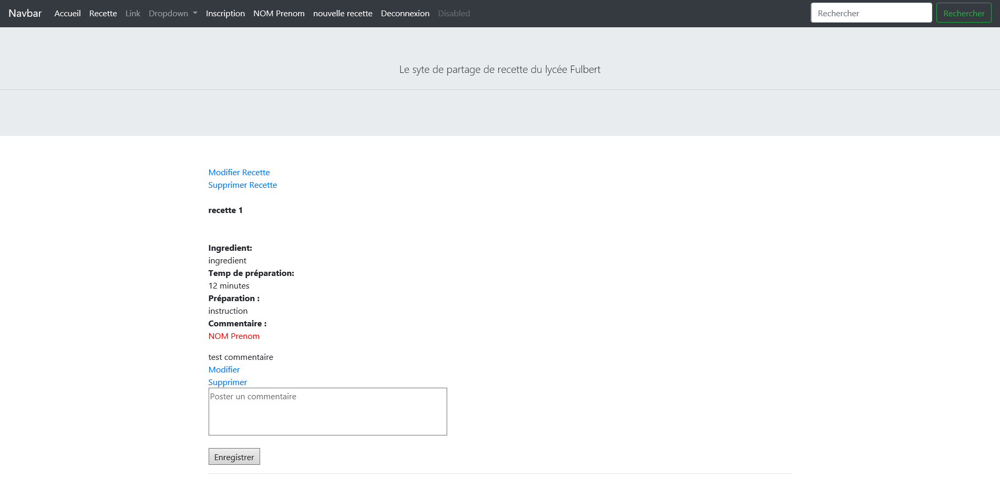 Navbar Accueil Recette Link Dropdown Inscription NOM Prenom nouvelle recette Deconnexion Disabled Rechercher Rechercher
Le syte de partage de recette du lycée Fulbert
Modifier Recette
Supprimer Recette
recette 1
Ingredient:
ingredient
Temp de préparation:
12 minutes
Préparation :
instruction
Commentaire :
NOM Prenom
test commentaire
Modifier
Supprimer
Poster un commentaire
Enregistrer